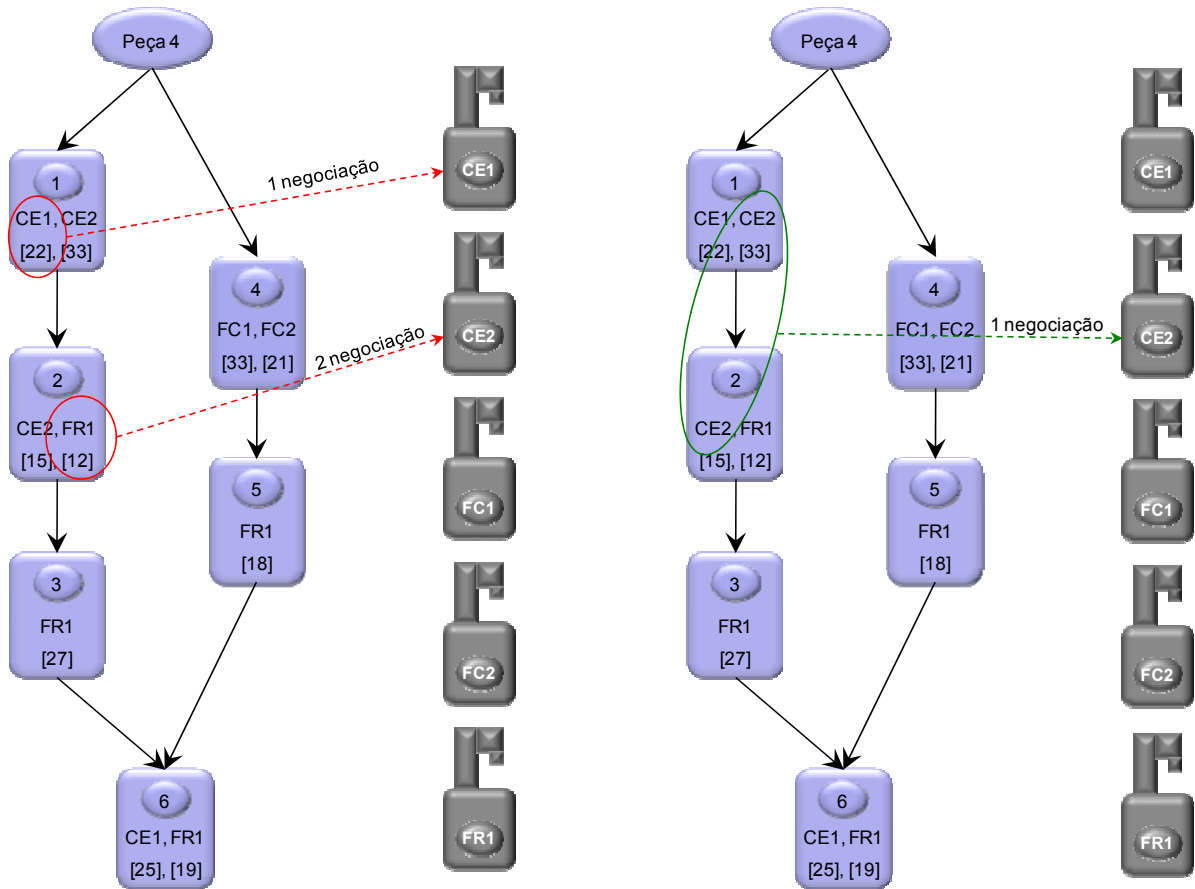 Peça 4
1
CE1, CE2
[22], [33]
4
FC1, FC2
[33], [21]
2
CE2, FR1
[15], [12]
5
FR1
[18]
3
FR1
[27]
6
CE1, FR1
[25], [19]
1 negociação
2 negociação
CE1
CE2
FC1
FC2
FR1
Peça 4
1
CE1, CE2
[22], [33]
4
FC1, FC2
[33], [21]
2
CE2, FR1
[15], [12]
5
FR1
[18]
3
FR1
[27]
6
CE1, FR1
[25], [19]
1 negociação
CE1
CE2
FC1
FC2
FR1